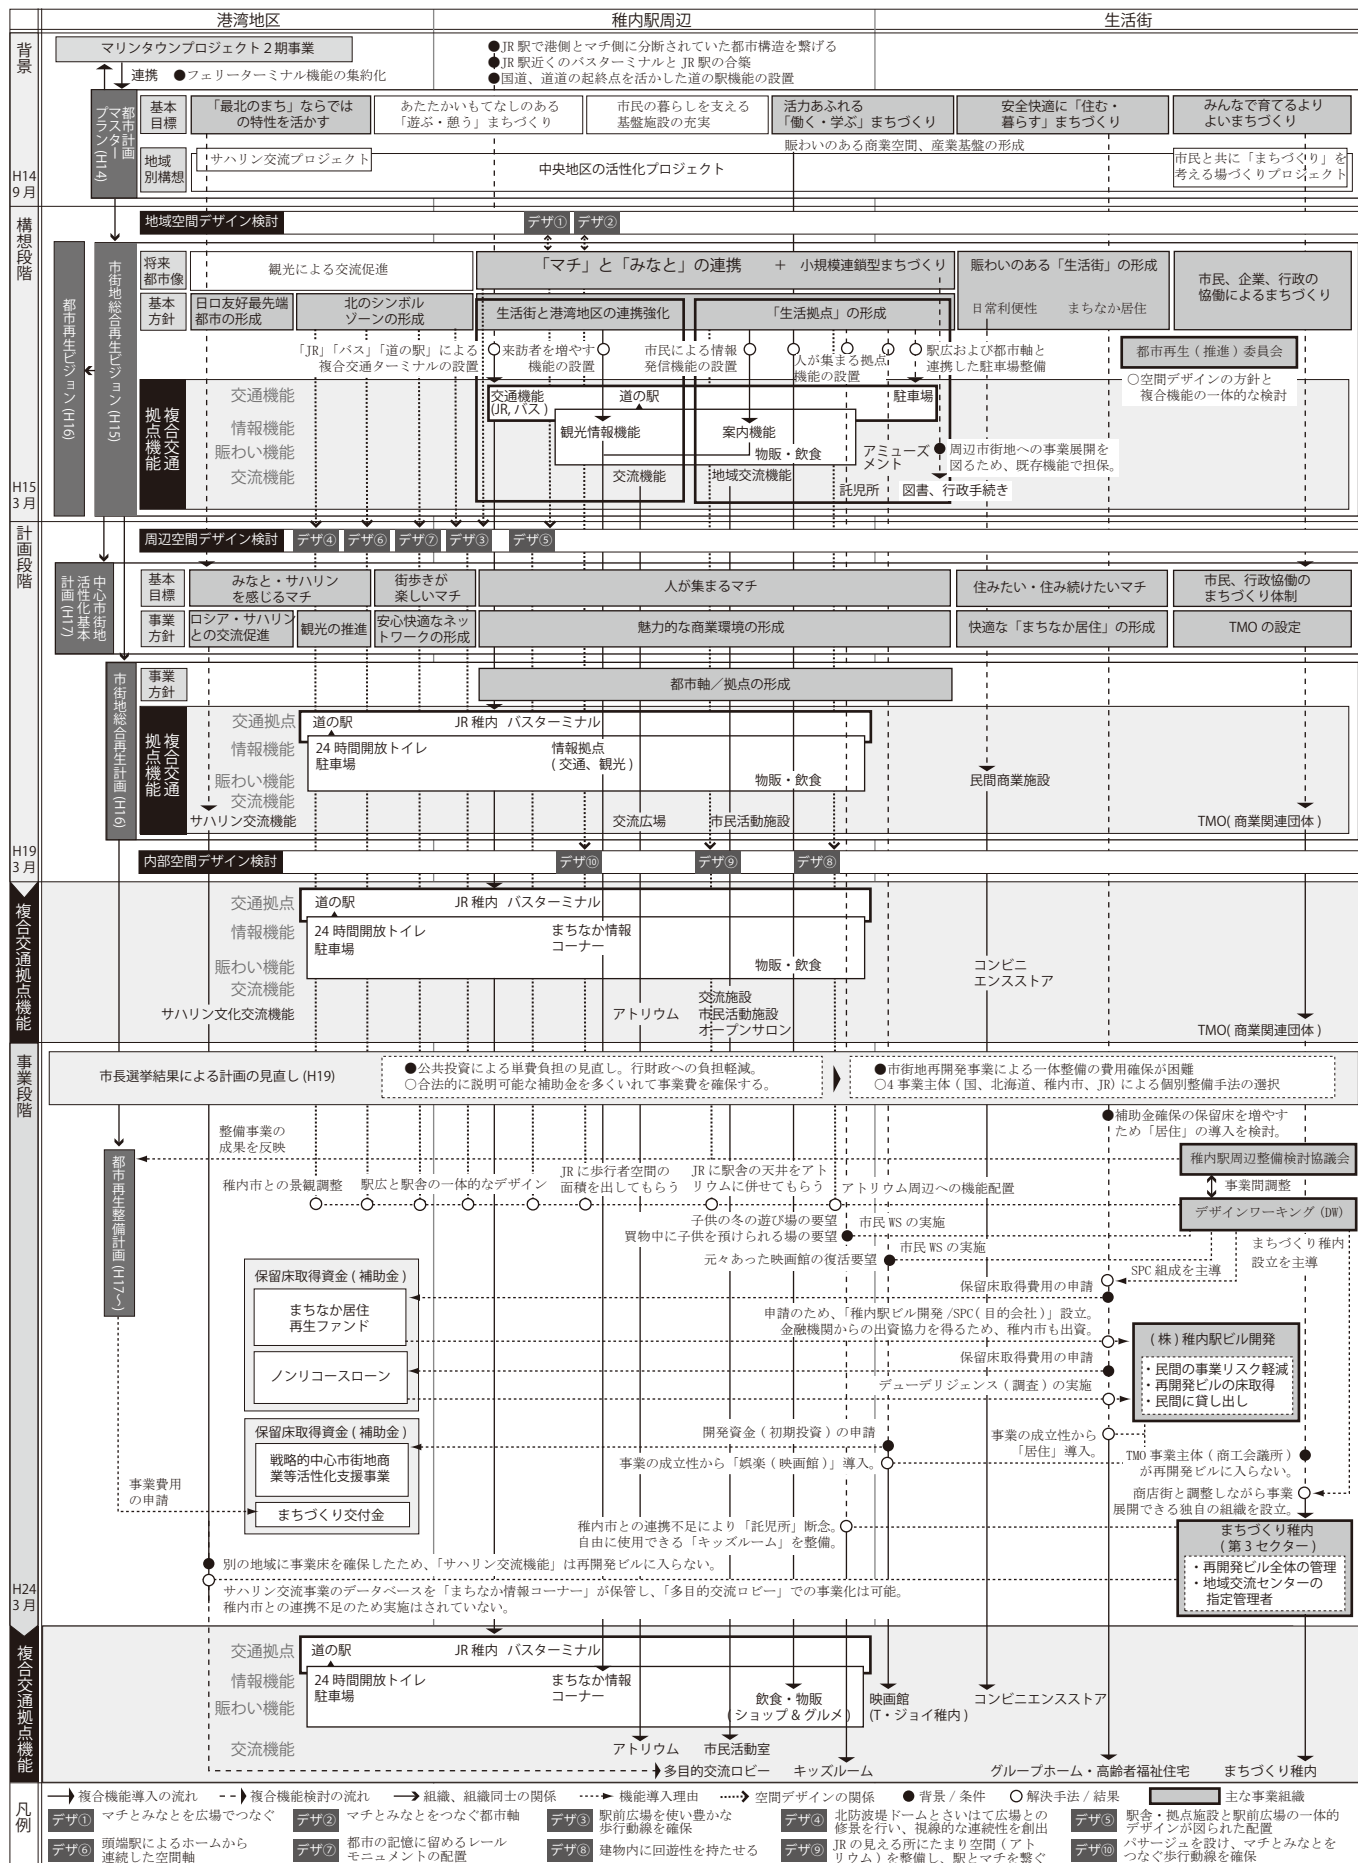 港湾地区
稚内駅周辺
生活街
背景
マリンタウンプロジェクト2期事業
連携
●フェリーターミナル機能の集約化
●JR駅で港側とマチ側に分断されていた都市構造を繋げる
●JR駅近くのバスターミナルとJR駅の合築
●国道、道道の起終点を活かした道の駅機能の設置
都市計画マスタープラン(H14)
基本目標
「最北のまち」ならではの特性を活かす
あたたかいもてなしのある「遊ぶ・憩う」まちづくり
市民の暮らしを支える基盤施設の充実
活力あふれる「働く・学ぶ」まちづくり
安全快適に「住む・暮らす」まちづくり
みんなで育てるよりよいまちづくり
賑わいのある商業空間、産業基盤の形成
地域別構想
サハリン交流プロジェクト
中央地区の活性化プロジェクト
市民と共に「まちづくり」を考える場づくりプロジェクト
H14
9月
構想段階
地域空間デザイン検討
デザ①
デザ②
都市再生ビジョン(H16)
市街地総合再生ビジョン(H15)
将来都市像
観光による交流促進
「マチ」と「みなと」の連携 + 小規模連鎖型まちづくり
賑わいのある「生活街」の形成
市民、企業、行政の協働によるまちづくり
基本方針
日ロ友好最先端都市の形成
北のシンボルゾーンの形成
生活街と港湾地区の連携強化
「生活拠点」の形成
日常利便性
まちなか居住
「JR」「バス」「道の駅」による複合交通ターミナルの設置
来訪者を増やす機能の設置
市民による情報発信機能の設置
人が集まる拠点機能の設置
駅広および都市軸と連携した駐車場整備
都市再生(推進)委員会
○空間デザインの方針と複合機能の一体的な検討
複合交通拠点機能
交通機能
情報機能
賑わい機能
交流機能
交通機能(JR,バス)
道の駅
駐車場
観光情報機能
案内機能
物販・飲食
アミューズメント
●周辺市街地への事業展開を図るため、既存機能で担保。
交流機能
地域交流機能
託児所
図書、行政手続き
H15
3月
計画段階
周辺空間デザイン検討
デザ④
デザ⑥
デザ⑦
デザ③
デザ⑤
中心市街地活性化基本計画(H17)
基本目標
みなと・サハリンを感じるマチ
街歩きが楽しいマチ
人が集まるマチ
住みたい・住み続けたいマチ
市民、行政協働のまちづくり体制
事業方針
ロシア・サハリンとの交流促進
観光の推進
安心快適なネットワークの形成
魅力的な商業環境の形成
快適な「まちなか居住」の形成
TMOの設定
市街地総合再生計画(H16)
事業方針
都市軸/拠点の形成
複合交通拠点機能
交通拠点
情報機能
賑わい機能
交流機能
道の駅
JR稚内 バスターミナル
24時間開放トイレ
駐車場
情報拠点
(交通、観光)
物販・飲食
民間商業施設
サハリン交流機能
交流広場
市民活動施設
TMO(商業関連団体)
H19
3月
内部空間デザイン検討
デザ⑩
デザ⑨
デザ⑧
複合交通拠点機能
交通拠点
情報機能
賑わい機能
交流機能
道の駅
JR稚内 バスターミナル
24時間開放トイレ
駐車場
まちなか情報コーナー
物販・飲食
コンビニエンスストア
サハリン文化交流機能
アトリウム
交流施設
市民活動施設
オープンサロン
TMO(商業関連団体)
事業段階
市長選挙結果による計画の見直し(H19)
●公共投資による単費負担の見直し。行財政への負担軽減。
○合法的に説明可能な補助金を多くいれて事業費を確保する。
●市街地再開発事業による一体整備の費用確保が困難
○4事業主体(国、北海道、稚内市、JR)による個別整備手法の選択
●補助金確保の保留床を増やすため「居住」の導入を検討。
整備事業の成果を反映
稚内駅周辺整備検討協議会
事業間調整
デザインワーキング(DW)
都市再生整備計画(H17〜)
稚内市との景観調整
駅広と駅舎の一体的なデザイン
JRに歩行者空間の面積を出してもらう
JRに駅舎の天井をアトリウムに併せてもらう
アトリウム周辺への機能配置
子供の冬の遊び場の要望
買物中に子供を預けられる場の要望
市民WSの実施
元々あった映画館の復活要望
市民WSの実施
まちづくり稚内設立を主導
SPC組成を主導
保留床取得資金(補助金)
まちなか居住再生ファンド
ノンリコースローン
保留床取得費用の申請
申請のため、「稚内駅ビル開発/SPC(目的会社)」設立。
金融機関からの出資協力を得るため、稚内市も出資。
保留床取得費用の申請
デューデリジェンス(調査)の実施
(株)稚内駅ビル開発
・民間の事業リスク軽減
・再開発ビルの床取得
・民間に貸し出し
保留床取得資金(補助金)
戦略的中心市街地商業等活性化支援事業
まちづくり交付金
事業費用の申請
開発資金(初期投資)の申請
事業の成立性から「娯楽(映画館)」導入。
事業の成立性から「居住」導入。
TMO事業主体(商工会議所)が再開発ビルに入らない。
商店街と調整しながら事業展開できる独自の組織を設立。
稚内市との連携不足により「託児所」断念。
自由に使用できる「キッズルーム」を整備。
まちづくり稚内
(第3セクター)
・再開発ビル全体の管理
・地域交流センターの指定管理者
別の地域に事業床を確保したため、「サハリン交流機能」は再開発ビルに入らない。
サハリン交流事業のデータベースを「まちなか情報コーナー」が保管し、「多目的交流ロビー」での事業化は可能。
稚内市との連携不足のため実施はされていない。
H24
3月
複合交通拠点機能
交通拠点
情報機能
賑わい機能
交流機能
道の駅
JR稚内 バスターミナル
24時間開放トイレ
駐車場
まちなか情報コーナー
飲食・物販
(ショップ&グルメ)
映画館
(T・ジョイ稚内)
コンビニエンスストア
アトリウム
市民活動室
多目的交流ロビー
キッズルーム
グループホーム・高齢者福祉住宅
まちづくり稚内
凡例
複合機能導入の流れ
複合機能検討の流れ
組織、組織同士の関係
機能導入理由
空間デザインの関係
●背景/条件
○解決手法/結果
主な事業組織
デザ① マチとみなとを広場でつなぐ
デザ② マチとみなとをつなぐ都市軸
デザ③ 駅前広場を使い豊かな歩行動線を確保
デザ④ 北防波堤ドームとさいはて広場との修景を行い、視線的な連続性を創出
デザ⑤ 駅舎・拠点施設と駅前広場の一体的デザインが図られた配置
デザ⑥ 頭端駅によるホームから連続した空間軸
デザ⑦ 都市の記憶に留めるレールモニュメントの配置
デザ⑧ 建物内に回遊性を持たせる
デザ⑨ JRの見える所にたまり空間(アトリウム)を整備し、駅とマチを繋ぐ
デザ⑩ パサージュを設け、マチとみなとをつなぐ歩行動線を確保